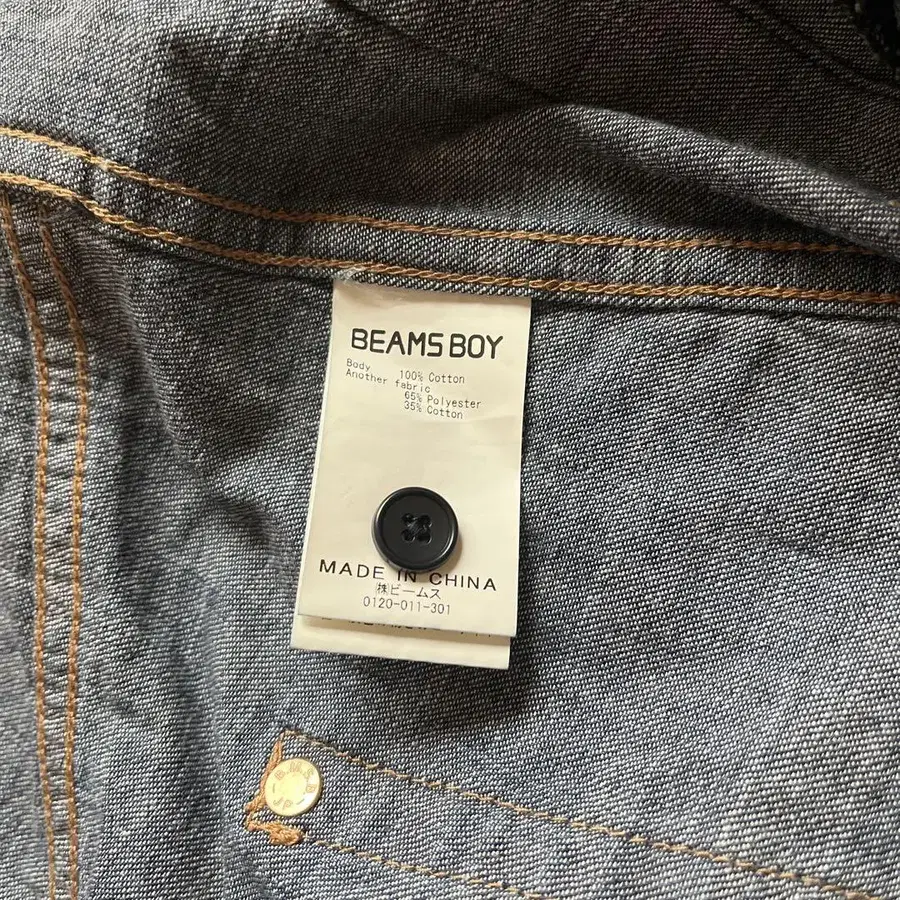 BEAMS BOY
Body 100% Cotton
Another fabric
65% Polyester
35% Cotton
MADE IN CHINA
㈱ビームス
0120-011-301
B.M.S.B
JP